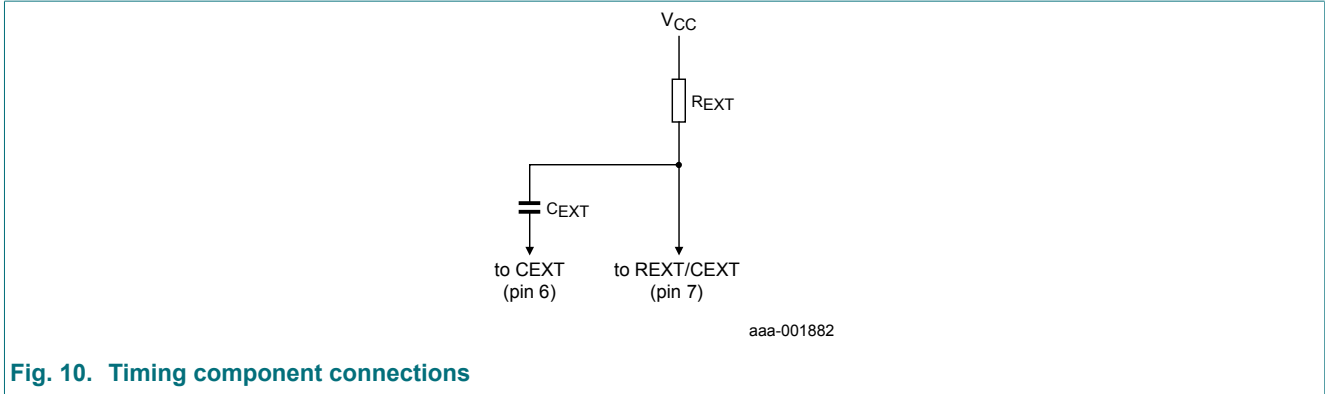 VCC
REXT
CEXT
to CEXT
(pin 6)
to REXT/CEXT
(pin 7)
aaa-001882
Fig. 10. Timing component connections